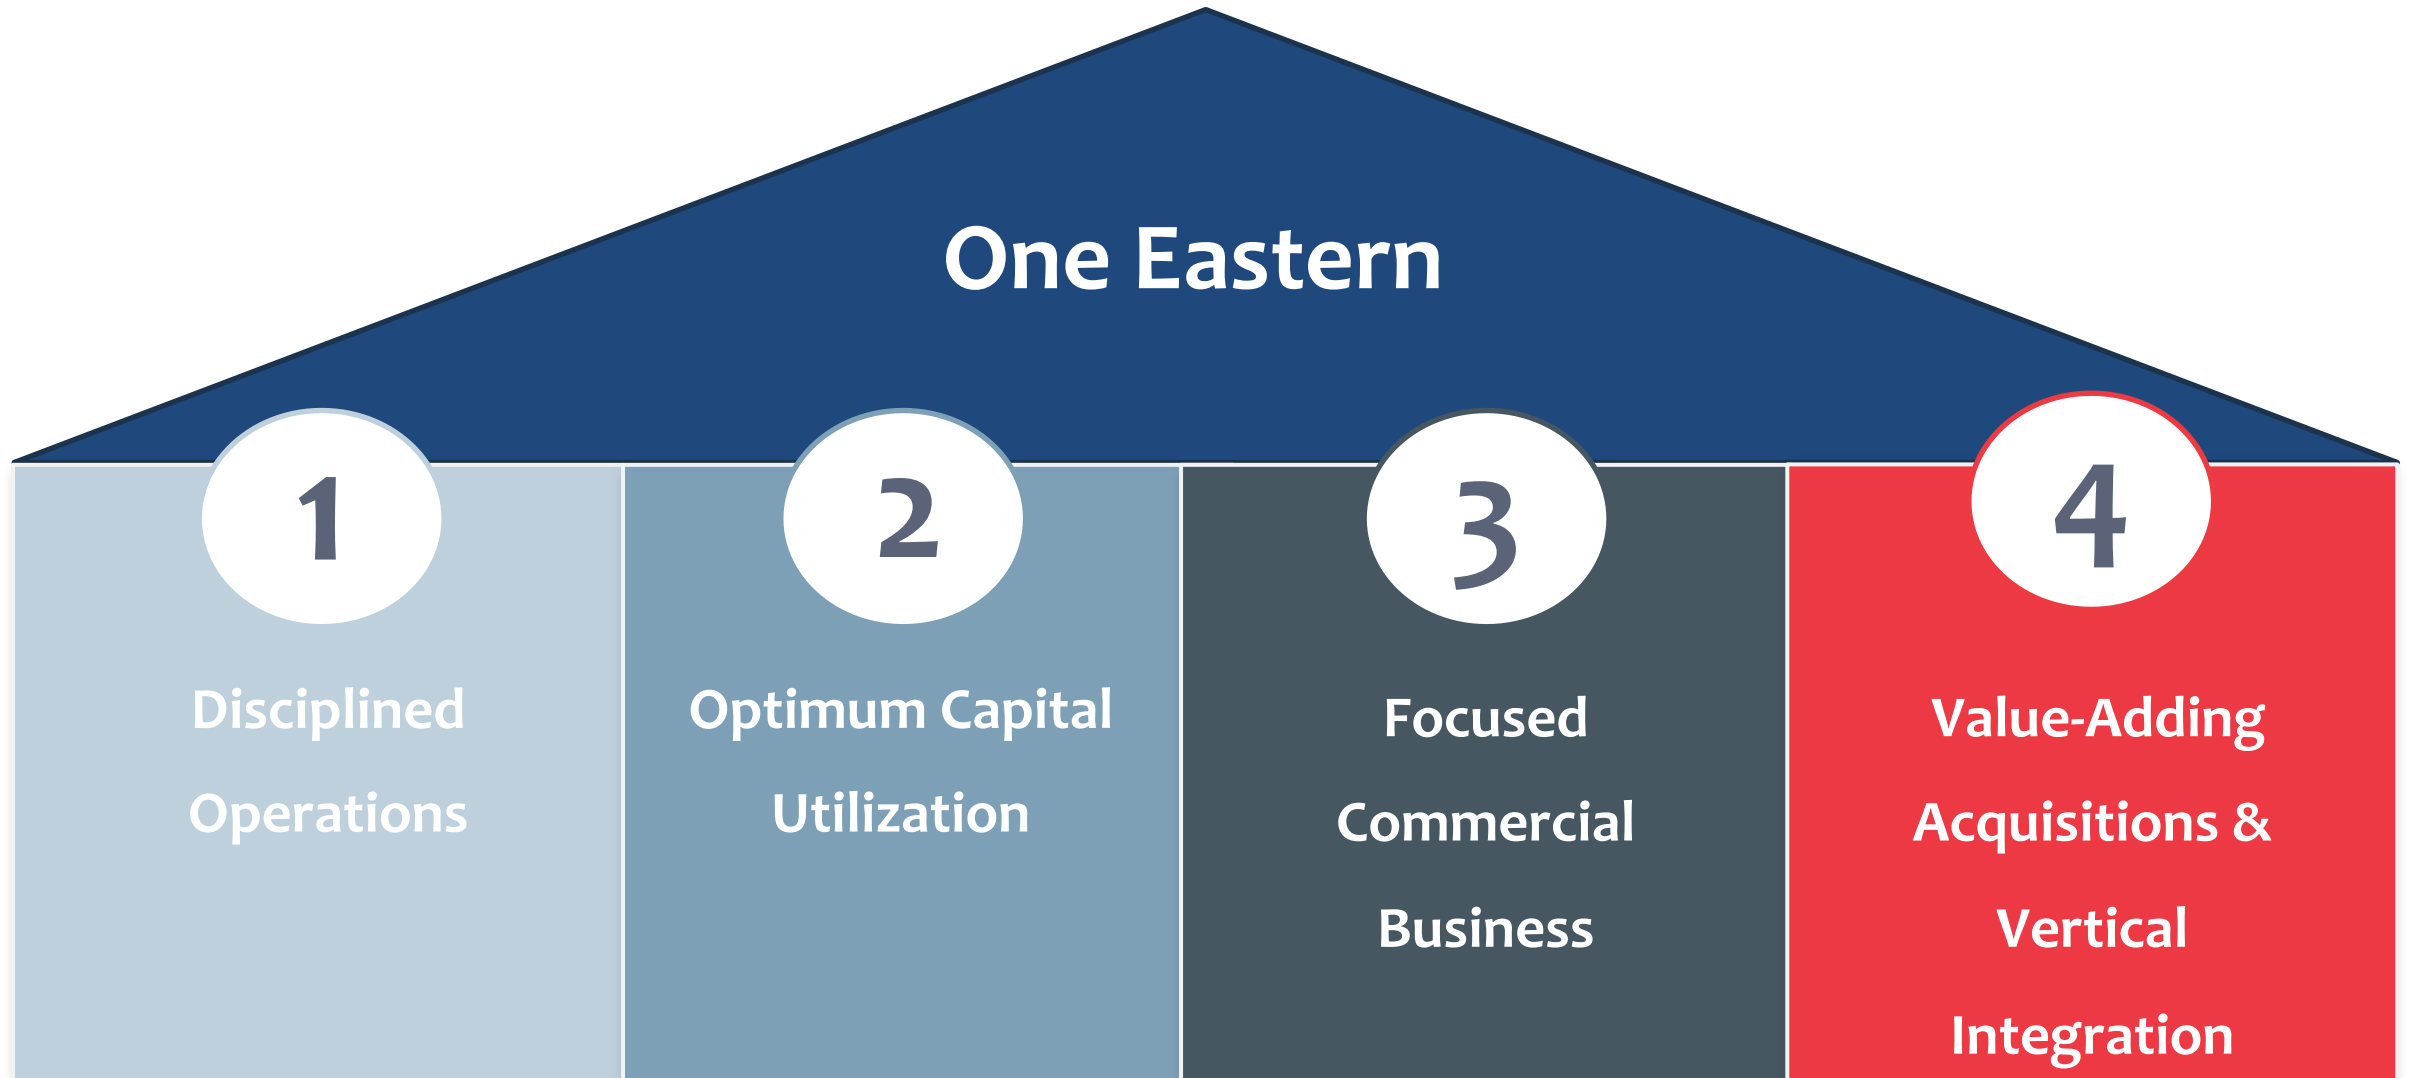 One Eastern
1
Disciplined
Operations
2
Optimum Capital
Utilization
3
Focused
Commercial
Business
4
Value-Adding
Acquisitions &
Vertical
Integration